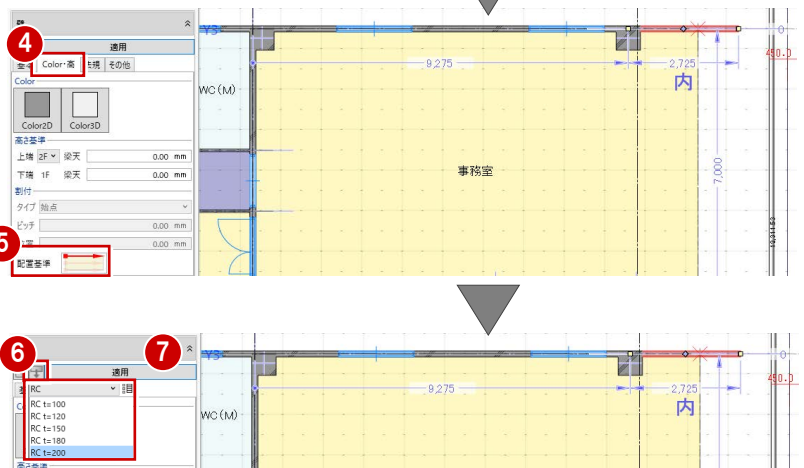 4
適用
Color・高
その他
Color
Color2D
Color3D
高さ基準
上端 2F 梁天 0.00 mm
下端 1F 梁天 0.00 mm
割付
タイプ 始点
ピッチ 0.00 mm
0.00 mm
5
配置基準
Y3
WC(M)
9,275
2,725
内
事務室
7,000
0
450.0
6
7
適用
RC
RC t=100
RC t=120
RC t=150
RC t=180
RC t=200
Y3
WC(M)
9,275
2,725
内
0
450.0